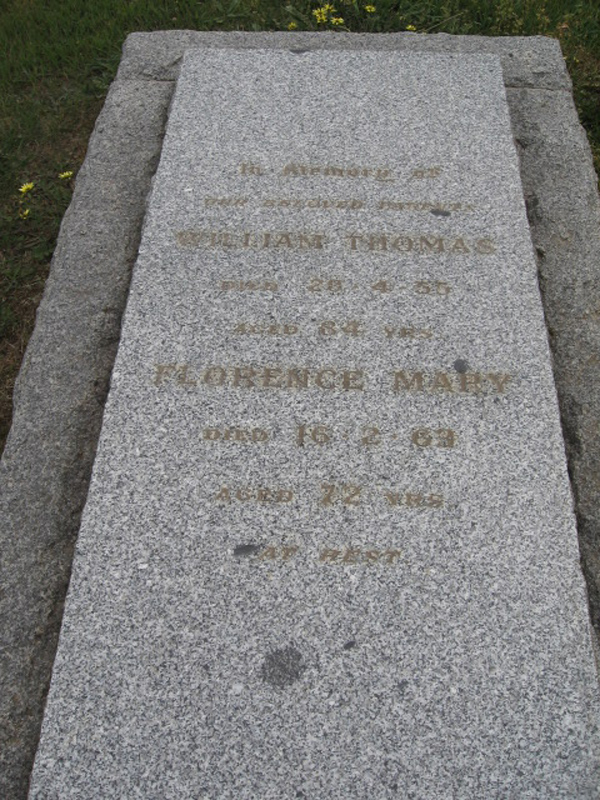 In Memory of
OUR BELOVED PARENTS
WILLIAM THOMAS
DIED 28·4·55
AGED 84 YRS
FLORENCE MARY
DIED 16·2·63
AGED 72 YRS
AT REST.